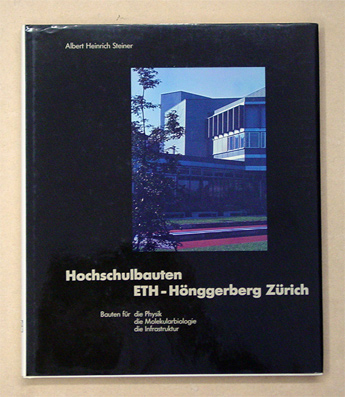 Albert Heinrich Steiner
Hochschulbauten
ETH-Hönggerberg Zürich
Bauten für die Physik
die Molekularbiologie
die Infrastruktur